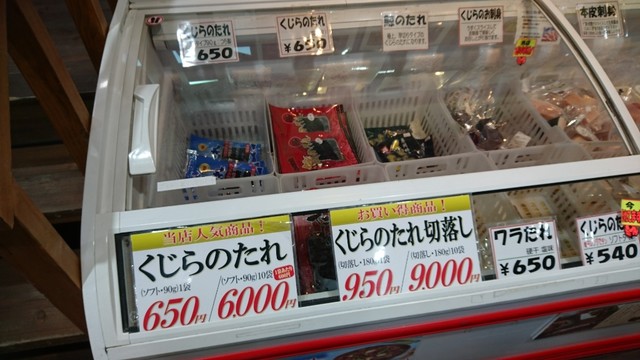 くじらのたれ
650
くじらのたれ
¥650
鯨のたれ
くじらのお刺身
本皮刺身
当店人気商品！
くじらのたれ
(ソフト・90g)1袋
(ソフト・90g)10袋
650円
6,000円
お買い得商品！
くじらのたれ切落し
(切落し・180g)1袋
(切落し・180g)10袋
950円
9,000円
ワラだれ
硬干 塩味
¥650
くじらのた
¥540